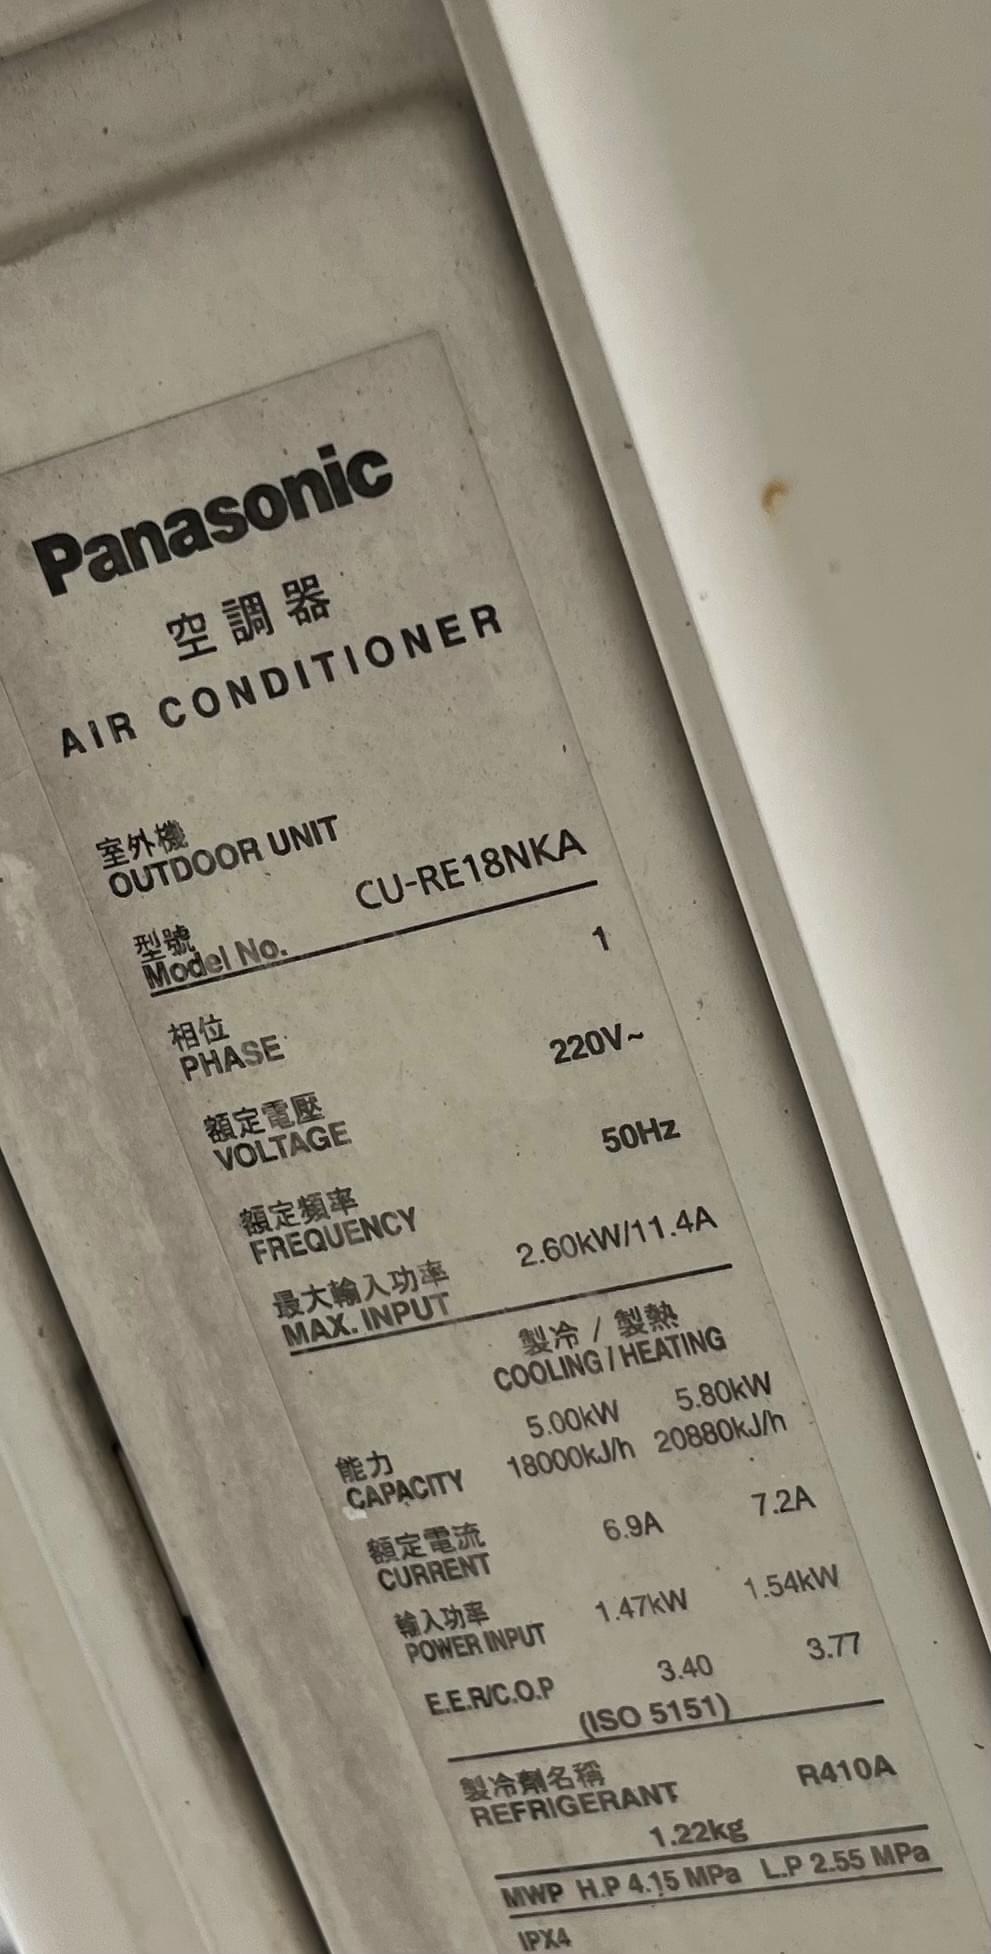 Panasonic
空調器
AIR CONDITIONER
室外機
OUTDOOR UNIT
型號
Model No. CU-RE18NKA
相位
PHASE 1
額定電壓
VOLTAGE 220V~
額定頻率
FREQUENCY 50Hz
最大輸入功率
MAX. INPUT 2.60kW/11.4A
製冷 / 製熱
COOLING / HEATING
能力 5.00kW 5.80kW
CAPACITY 18000kJ/h 20880kJ/h
額定電流
CURRENT 6.9A 7.2A
輸入功率
POWER INPUT 1.47kW 1.54kW
E.E.R/C.O.P 3.40 3.77
(ISO 5151)
製冷劑名稱
REFRIGERANT R410A
1.22kg
MWP H.P 4.15 MPa L.P 2.55 MPa
IPX4